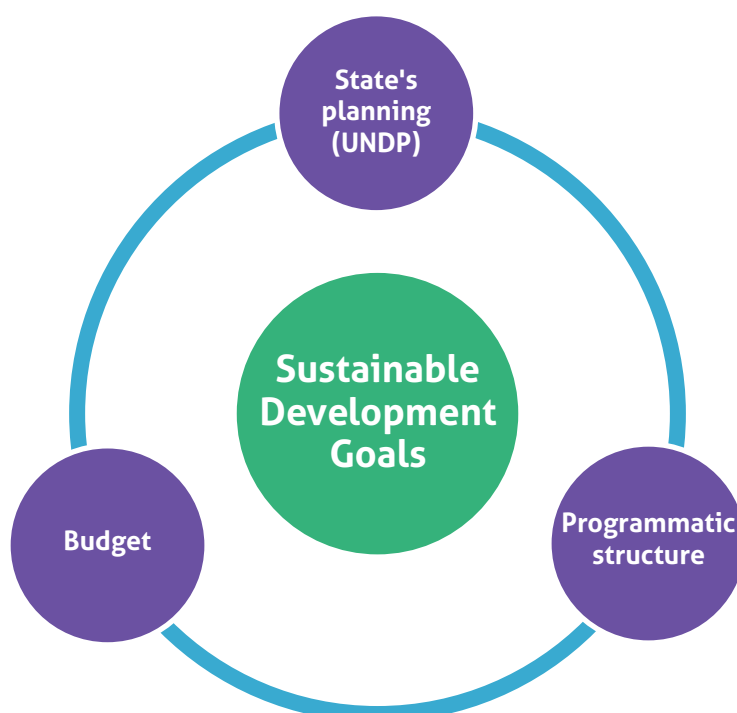 State's
planning
(UNDP)
Sustainable
Development
Goals
Budget
Programmatic
structure